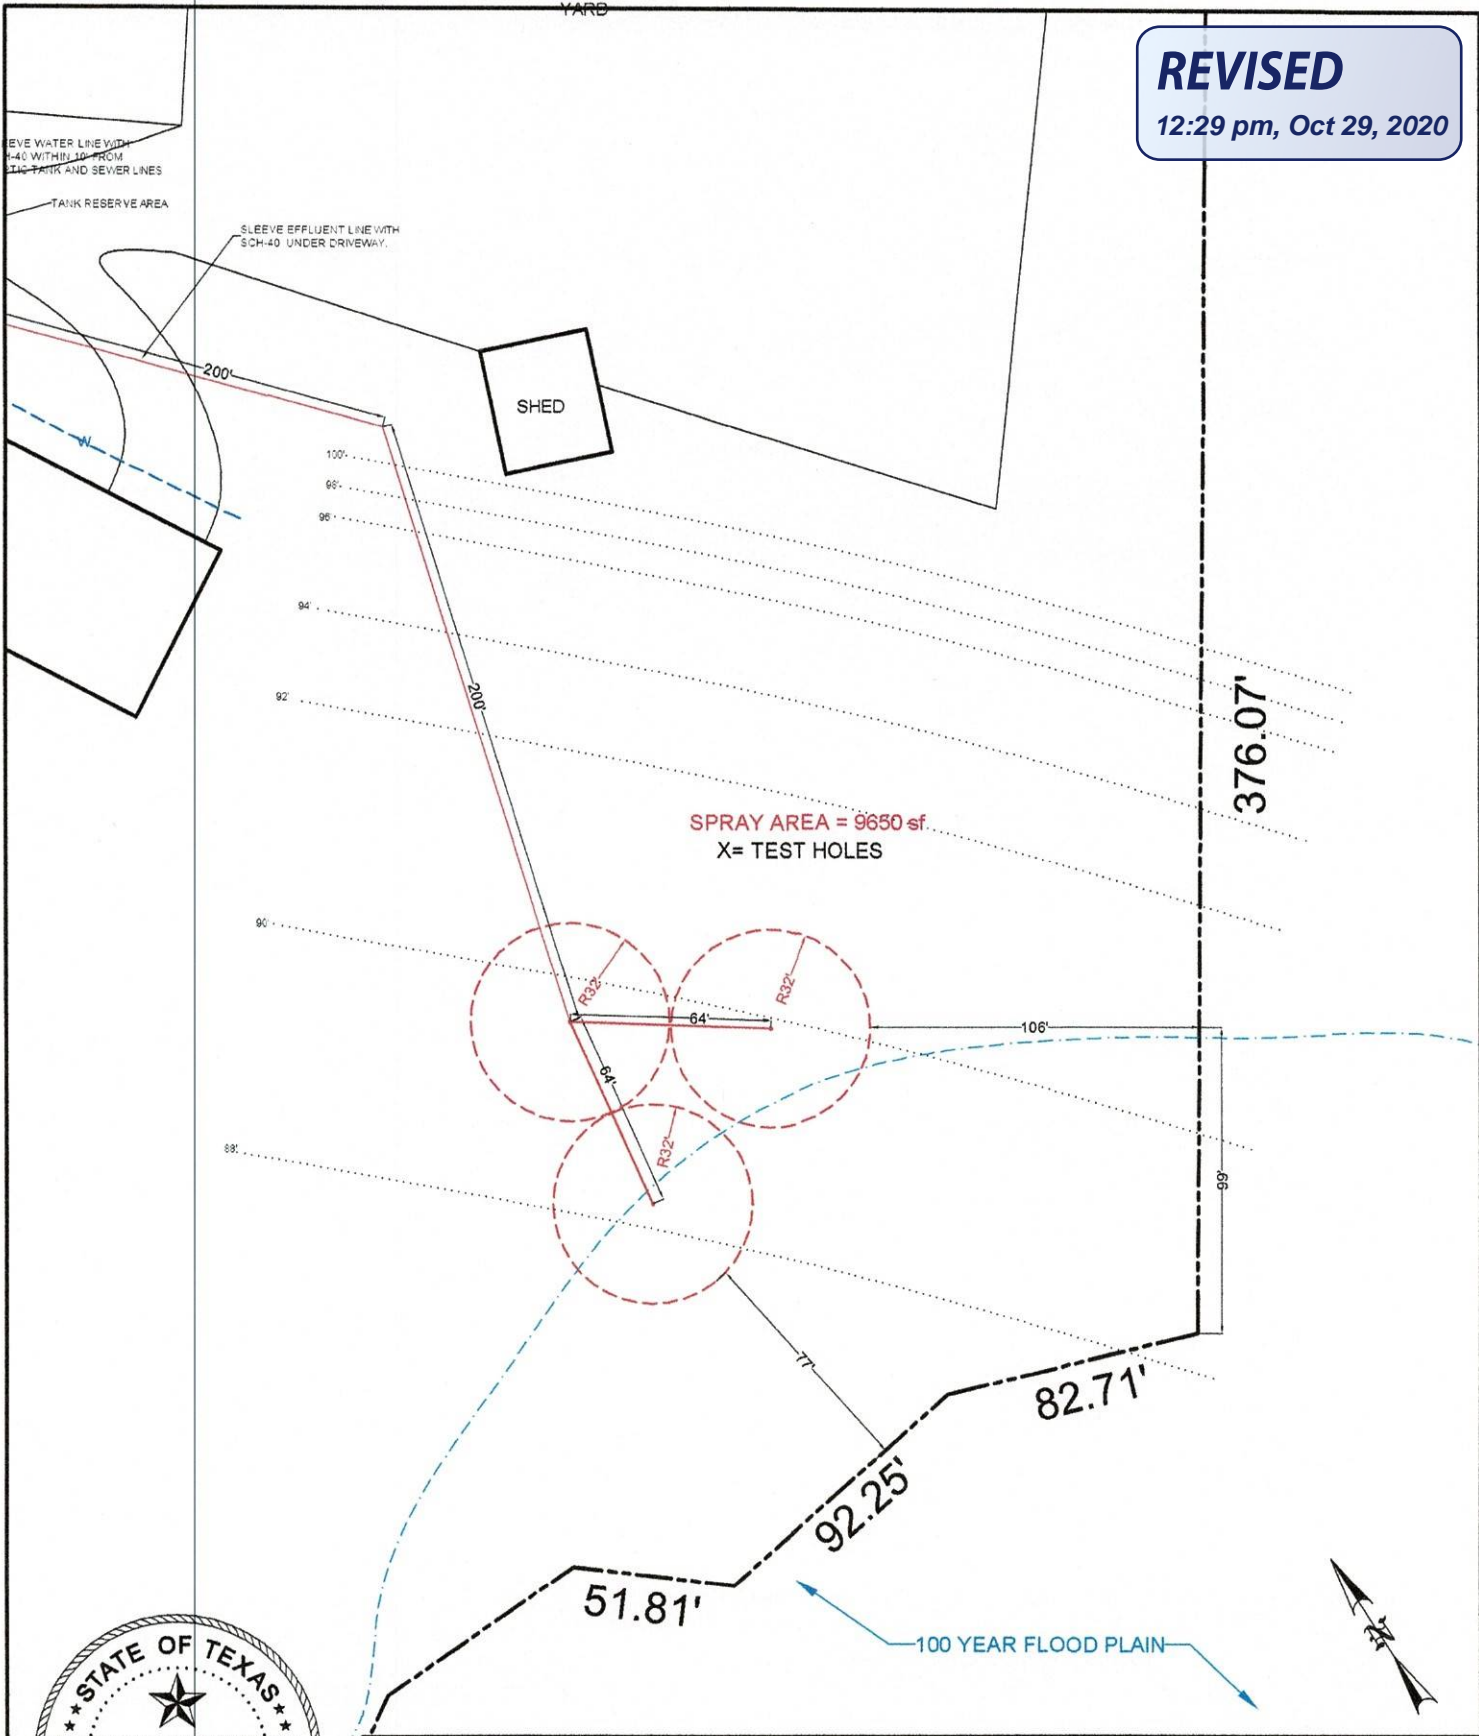 YARD
REVISED
12:29 pm, Oct 29, 2020
EVE WATER LINE WITH
H-40 WITHIN 10' FROM
TIC TANK AND SEWER LINES
TANK RESERVE AREA
SLEEVE EFFLUENT LINE WITH
SCH-40 UNDER DRIVEWAY.
200'
SHED
W
100'
98'
96'
94'
200'
92'
376.07'
SPRAY AREA = 9650 sf
X= TEST HOLES
90'
R32'
R32'
64'
106'
64'
R32'
88'
99'
77'
82.71'
92.25'
51.81'
100 YEAR FLOOD PLAIN
N
STATE OF TEXAS